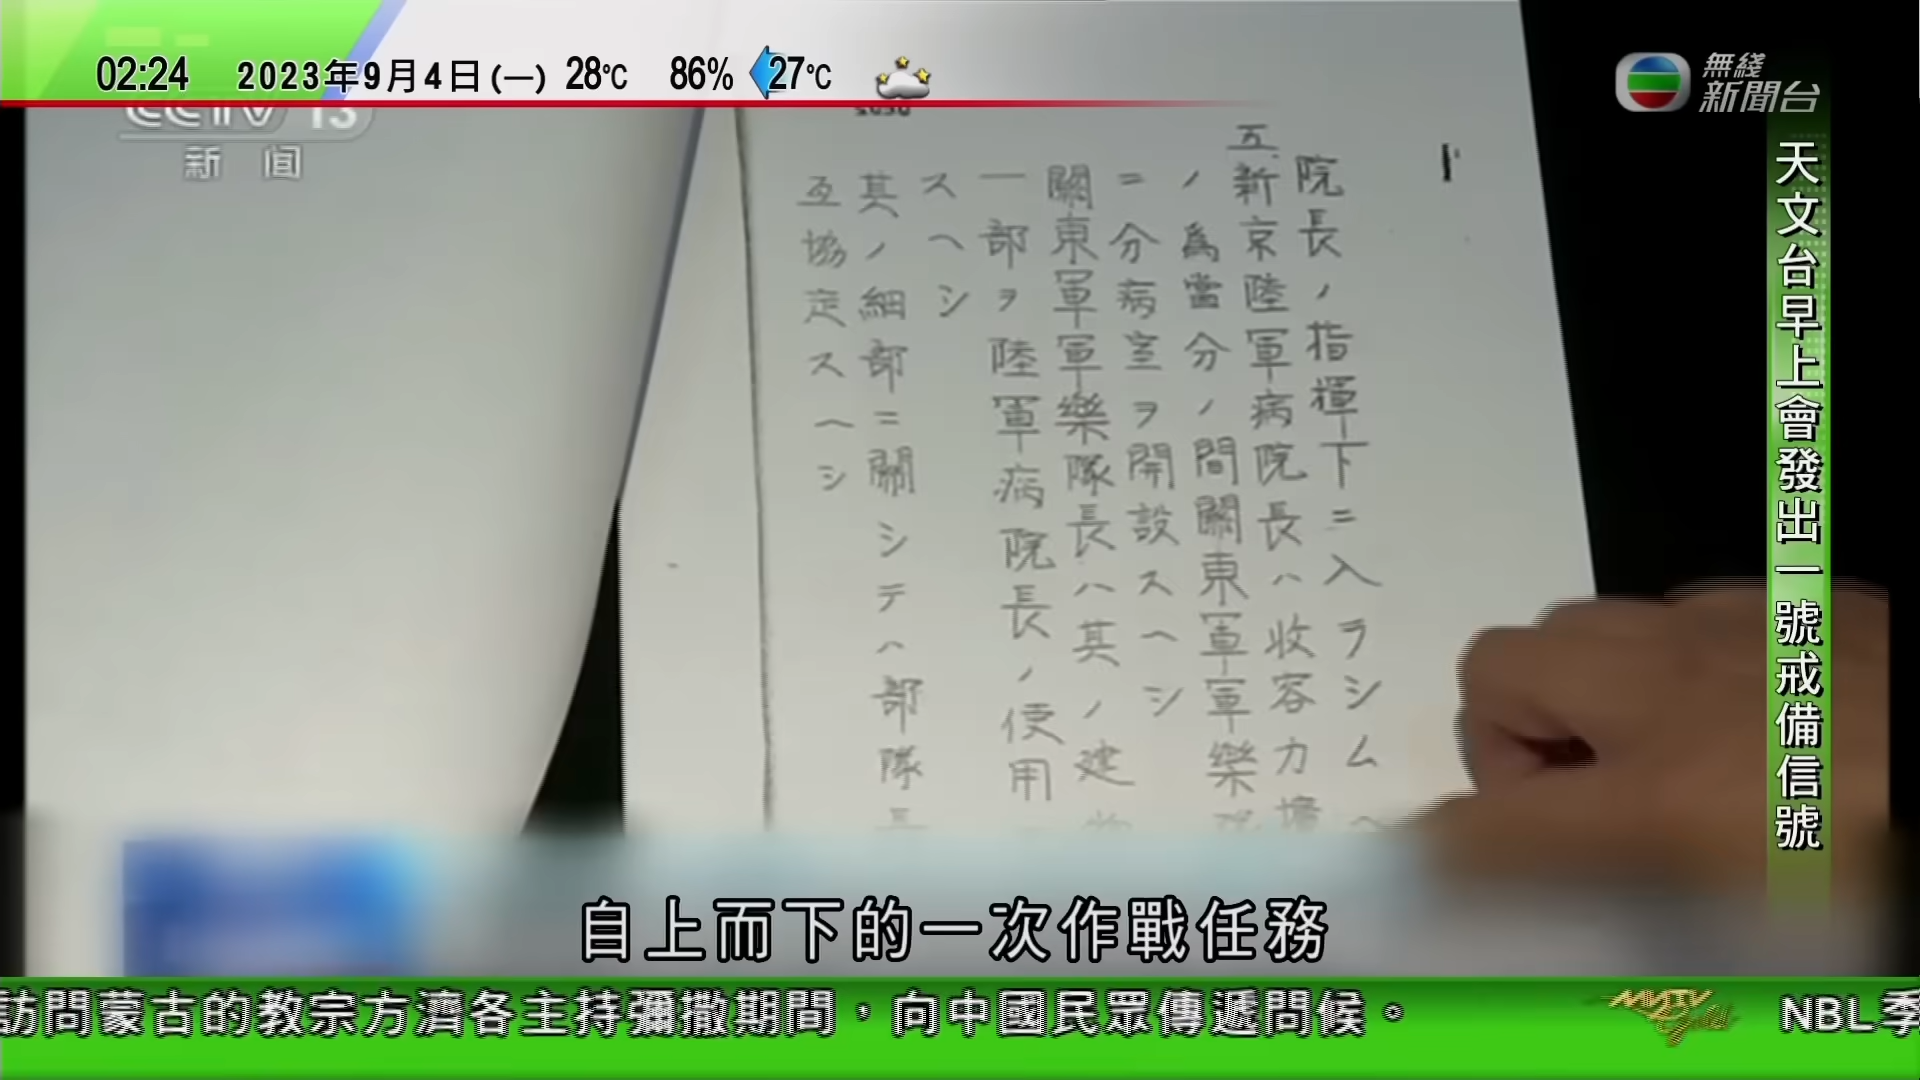 02:24
2023年9月4日(一) 28℃ 86% 27℃
無綫
新聞台
CCTV 13
新 闻
院長ノ指揮下ニ入ラシム
五、新京陸軍病院長ハ收容力
ノ爲當分ノ間關東軍軍樂
ニ分病室ヲ開設スヘシ
關東軍軍樂隊長ハ其ノ建
一部ヲ陸軍病院長ノ使用
スヘシ
其ノ細部ニ關シテハ部隊
互協定スヘシ
天文台早上會發出一號戒備信號
自上而下的一次作戰任務
訪問蒙古的教宗方濟各主持彌撒期間，向中國民眾傳遞問候。
NBL季